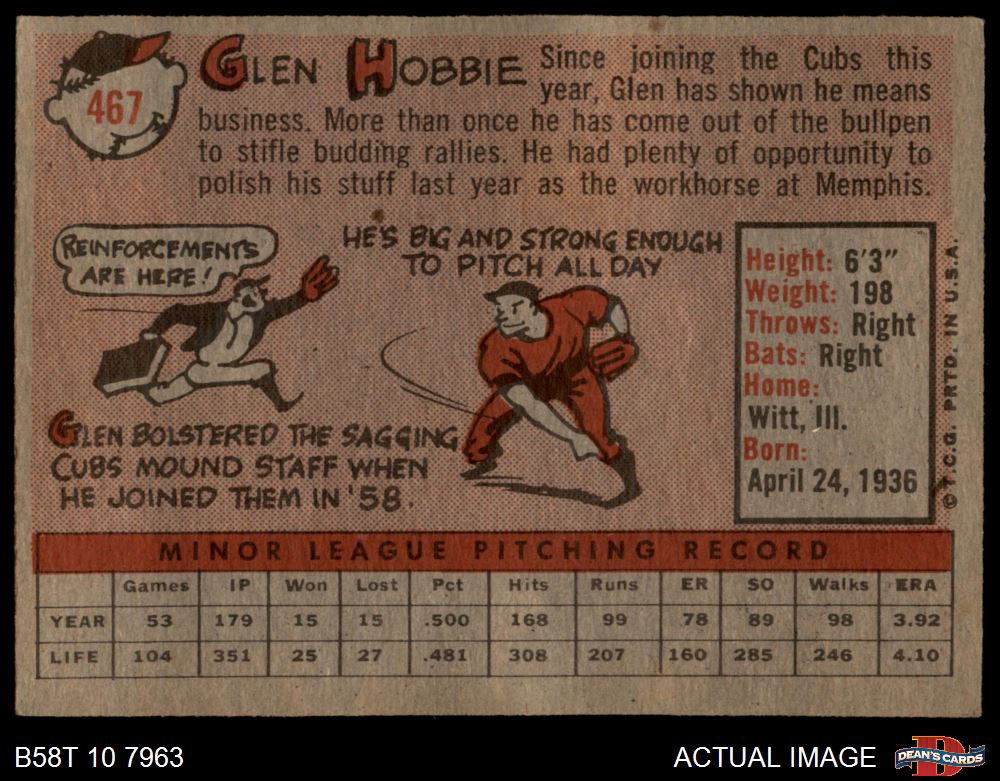 467
GLEN HOBBIE
Since joining the Cubs this
year, Glen has shown he means
business. More than once he has come out of the bullpen
to stifle budding rallies. He had plenty of opportunity to
polish his stuff last year as the workhorse at Memphis.
REINFORCEMENTS
ARE HERE!
HE'S BIG AND STRONG ENOUGH
TO PITCH ALL DAY
GLEN BOLSTERED THE SAGGING
CUBS MOUND STAFF WHEN
HE JOINED THEM IN '58.
Height: 6'3"
Weight: 198
Throws: Right
Bats: Right
Home:
Witt, Ill.
Born:
April 24, 1936
© T.C.G. PRTD. IN U.S.A.
MINOR LEAGUE PITCHING RECORD
Games IP Won Lost Pct Hits Runs ER SO Walks ERA
YEAR 53 179 15 15 .500 168 99 78 89 98 3.92
LIFE 104 351 25 27 .481 308 207 160 285 246 4.10
B58T 10 7963
ACTUAL IMAGE
D
DEAN'S CARDS